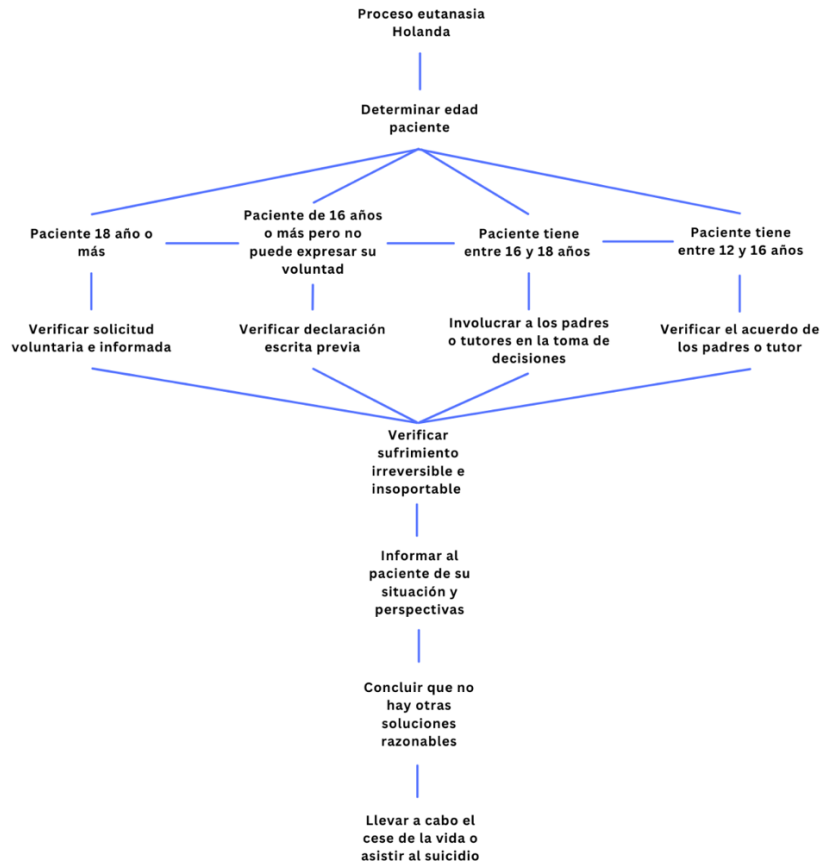 Proceso eutanasia
Holanda
Determinar edad
paciente
Paciente 18 año o
más
Paciente de 16 años
o más pero no
puede expresar su
voluntad
Paciente tiene
entre 16 y 18 años
Paciente tiene
entre 12 y 16 años
Verificar solicitud
voluntaria e informada
Verificar declaración
escrita previa
Involucrar a los padres
o tutores en la toma de
decisiones
Verificar el acuerdo de
los padres o tutor
Verificar
sufrimiento
irreversible e
insoportable
Informar al
paciente de su
situación y
perspectivas
Concluir que no
hay otras
soluciones
razonables
Llevar a cabo el
cese de la vida o
asistir al suicidio